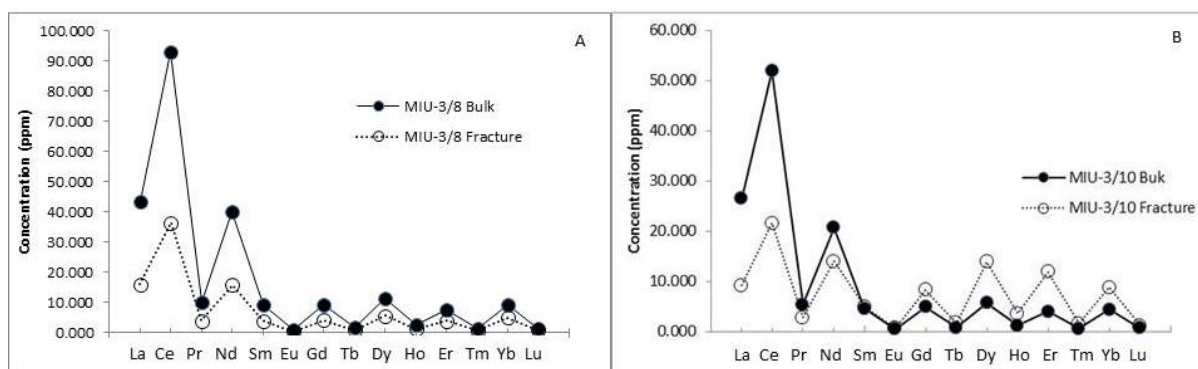 A
100.000
90.000
80.000
70.000
60.000
50.000
40.000
30.000
20.000
10.000
0.000
Concentration (ppm)
MIU-3/8 Bulk
MIU-3/8 Fracture
La Ce Pr Nd Sm Eu Gd Tb Dy Ho Er Tm Yb Lu
B
60.000
50.000
40.000
30.000
20.000
10.000
0.000
Concentration (ppm)
MIU-3/10 Buk
MIU-3/10 Fracture
La Ce Pr Nd Sm Eu Gd Tb Dy Ho Er Tm Yb Lu